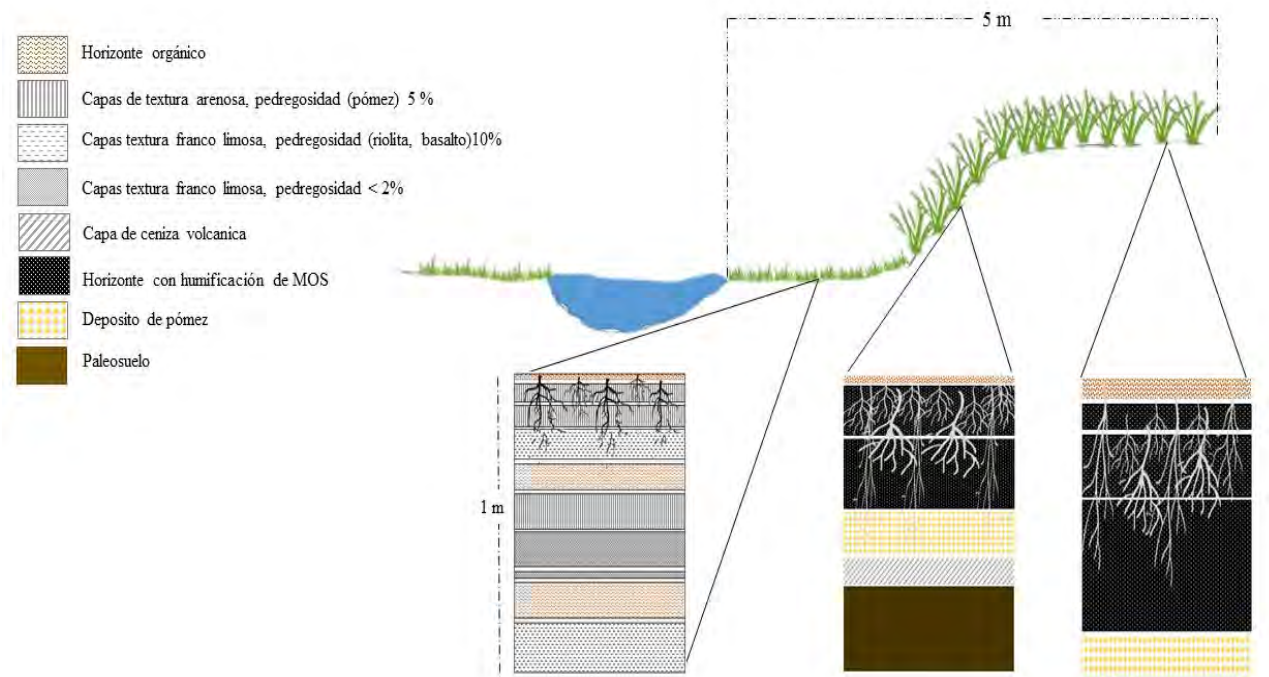 5 m
Horizonte orgánico
Capas de textura arenosa, pedregosidad (pómez) 5 %
Capas textura franco limosa, pedregosidad (riolita, basalto)10%
Capas textura franco limosa, pedregosidad < 2%
Capa de ceniza volcanica
Horizonte con humificación de MOS
Deposito de pómez
Paleosuelo
1 m